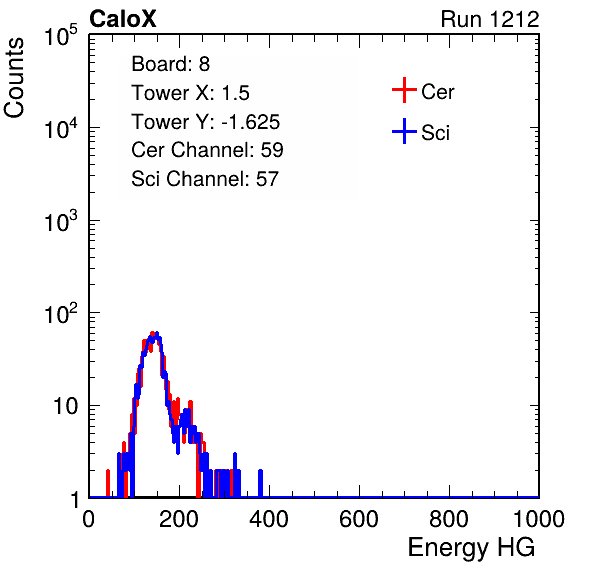 CaloX Run 1212
Counts
Board: 8
Tower X: 1.5
Tower Y: -1.625
Cer Channel: 59
Sci Channel: 57
Cer
Sci
10^5
10^4
10^3
10^2
10
1
0 200 400 600 800 1000
Energy HG